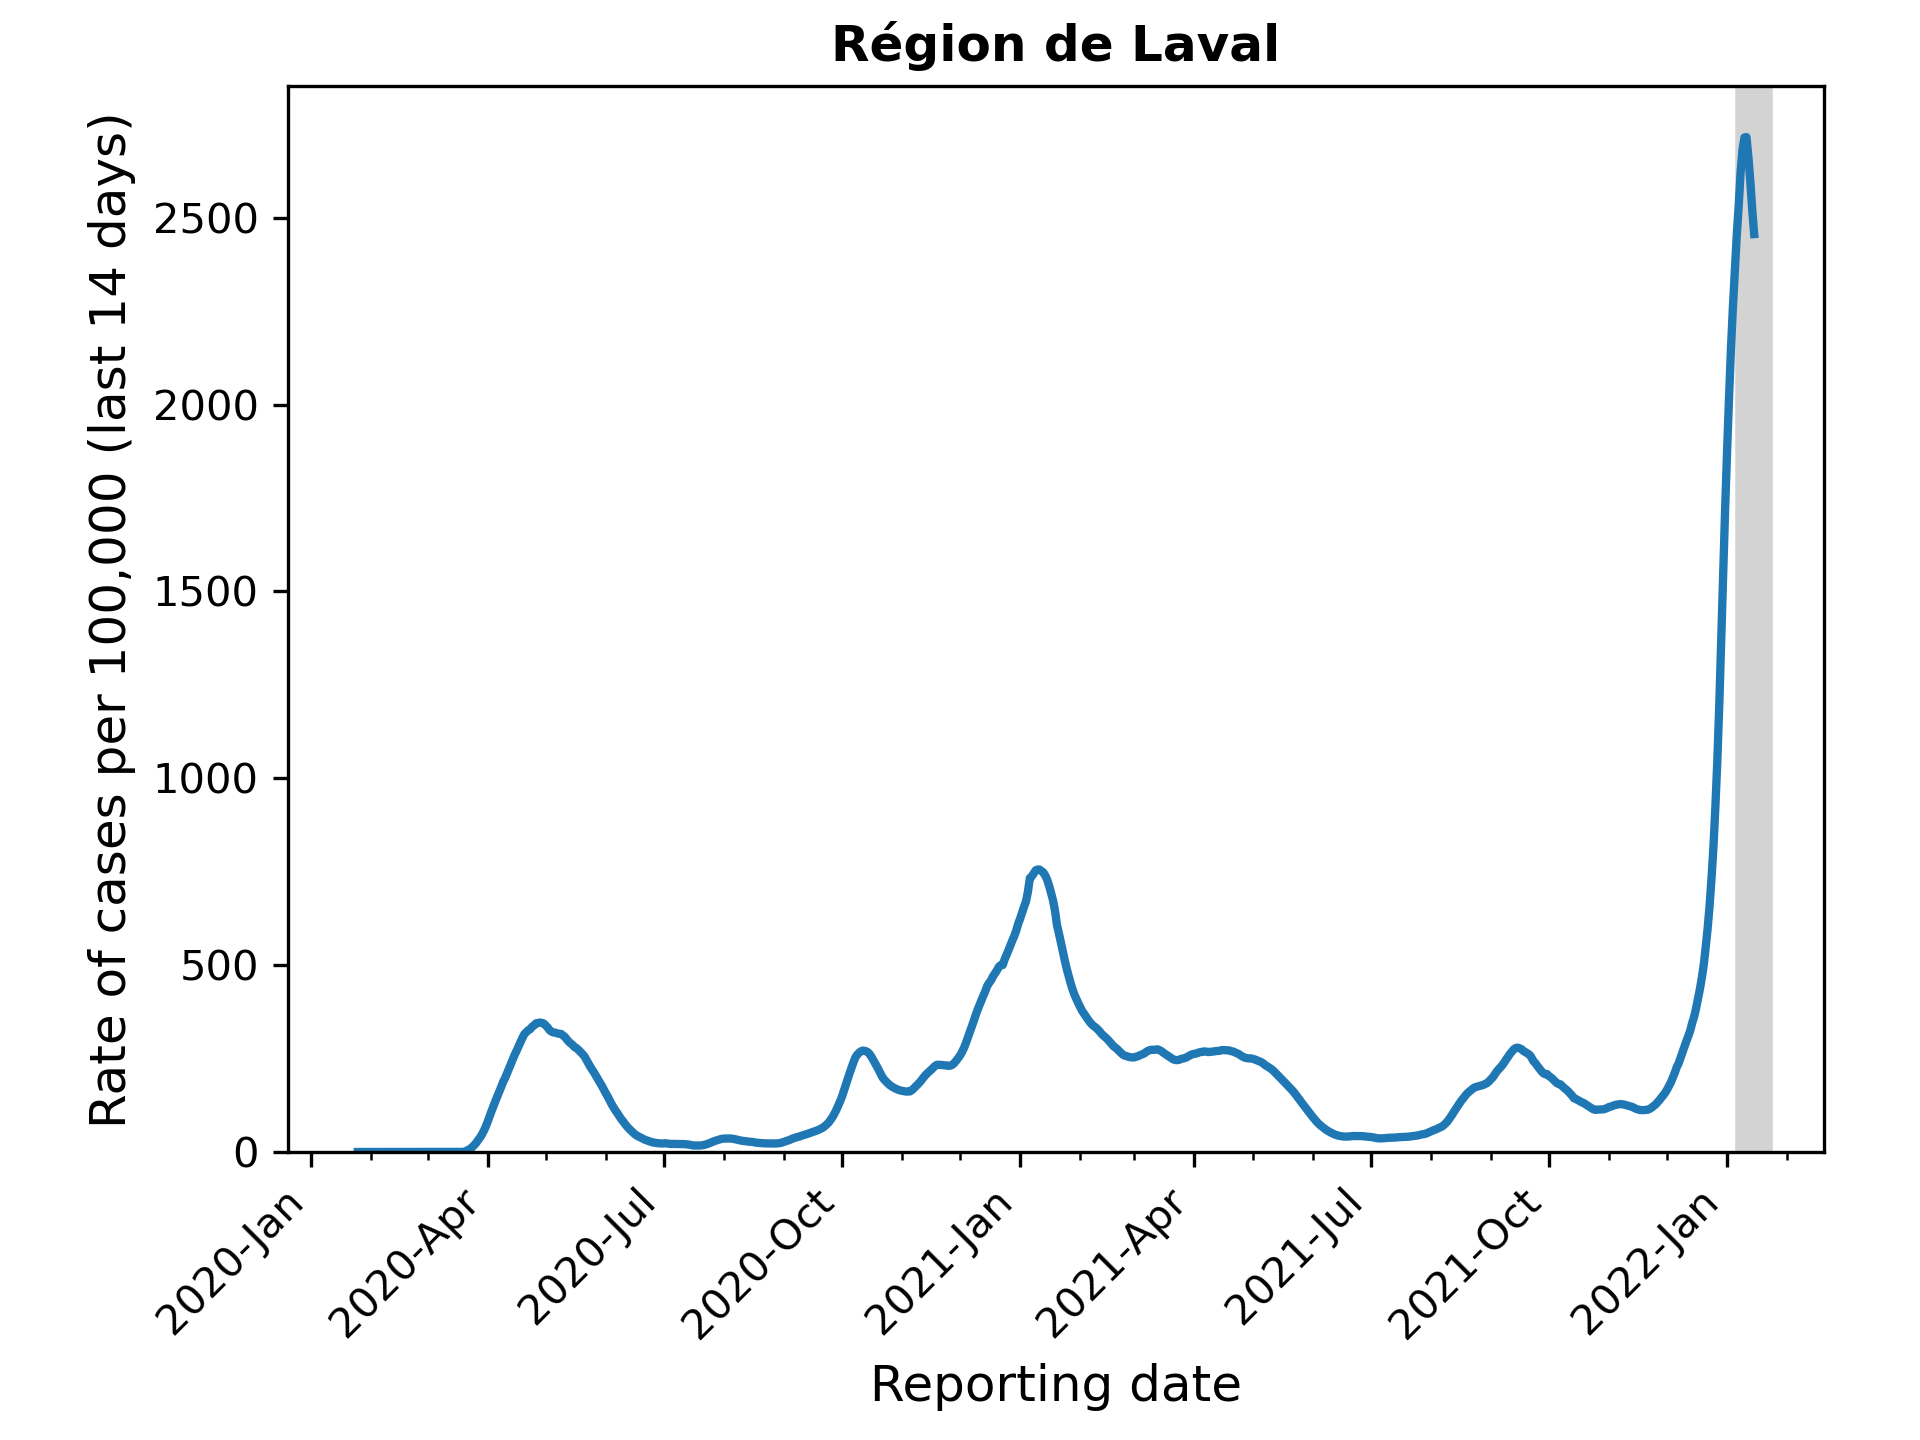 Région de Laval
Rate of cases per 100,000 (last 14 days)
2500
2000
1500
1000
500
0
2020-Jan
2020-Apr
2020-Jul
2020-Oct
2021-Jan
2021-Apr
2021-Jul
2021-Oct
2022-Jan
Reporting date